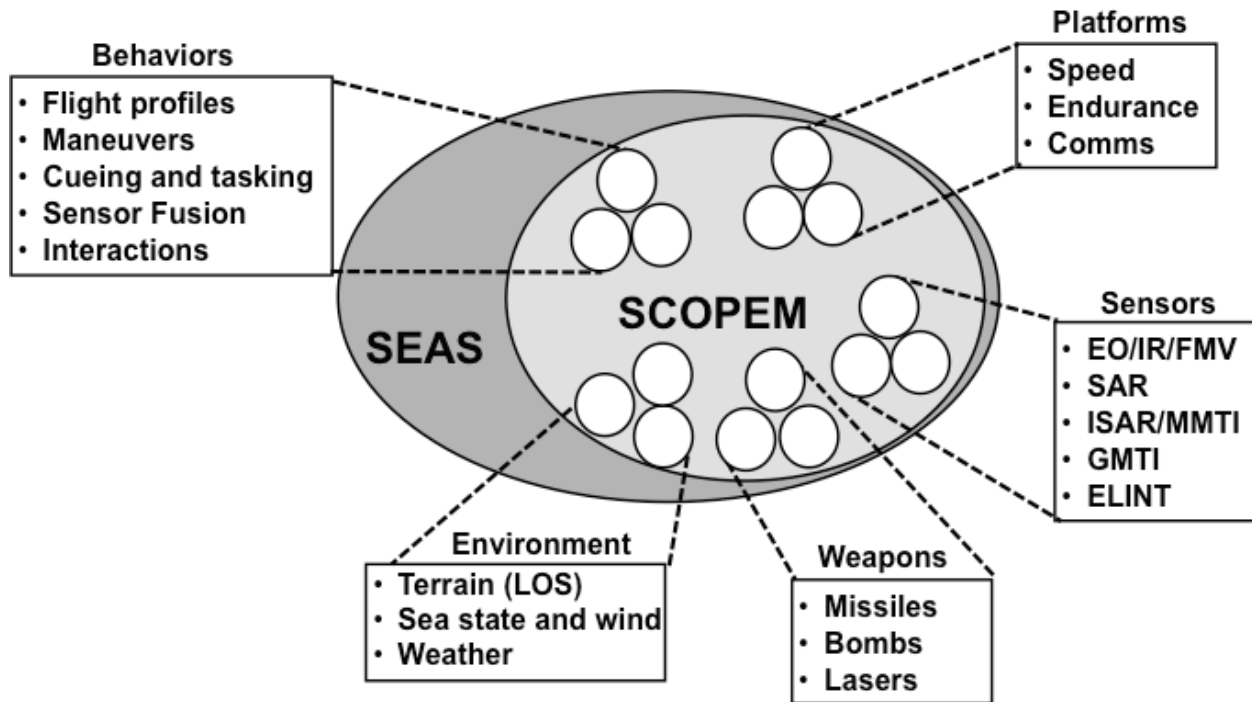 Behaviors
• Flight profiles
• Maneuvers
• Cueing and tasking
• Sensor Fusion
• Interactions
Platforms
• Speed
• Endurance
• Comms
SEAS
SCOPEM
Sensors
• EO/IR/FMV
• SAR
• ISAR/MMTI
• GMTI
• ELINT
Environment
• Terrain (LOS)
• Sea state and wind
• Weather
Weapons
• Missiles
• Bombs
• Lasers